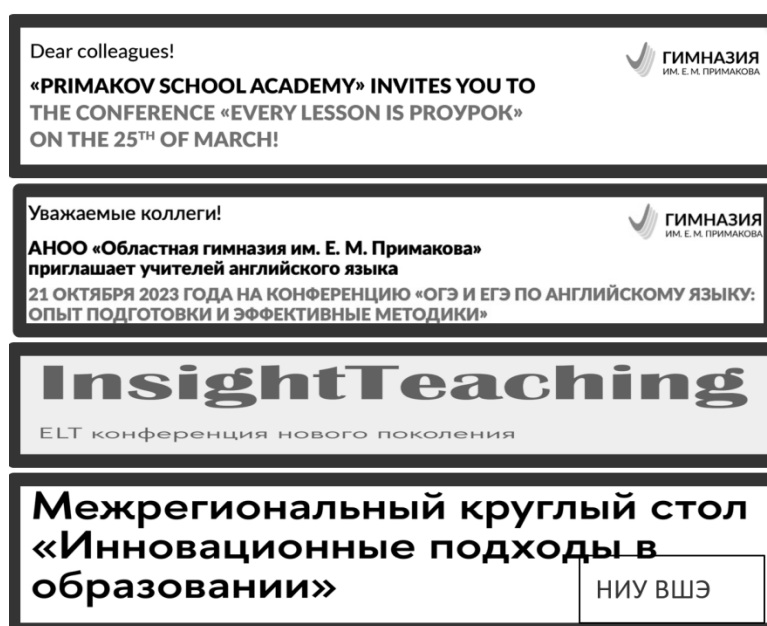 Dear colleagues!
ГИМНАЗИЯ
ИМ. Е. М. ПРИМАКОВА
«PRIMAKOV SCHOOL ACADEMY» INVITES YOU TO
THE CONFERENCE «EVERY LESSON IS PROУРОК»
ON THE 25TH OF MARCH!
Уважаемые коллеги!
ГИМНАЗИЯ
ИМ. Е. М. ПРИМАКОВА
АНОО «Областная гимназия им. Е. М. Примакова»
приглашает учителей английского языка
21 ОКТЯБРЯ 2023 ГОДА НА КОНФЕРЕНЦИЮ «ОГЭ И ЕГЭ ПО АНГЛИЙСКОМУ ЯЗЫКУ:
ОПЫТ ПОДГОТОВКИ И ЭФФЕКТИВНЫЕ МЕТОДИКИ»
InsightTeaching
ELT конференция нового поколения
Межрегиональный круглый стол
«Инновационные подходы в
образовании»
НИУ ВШЭ